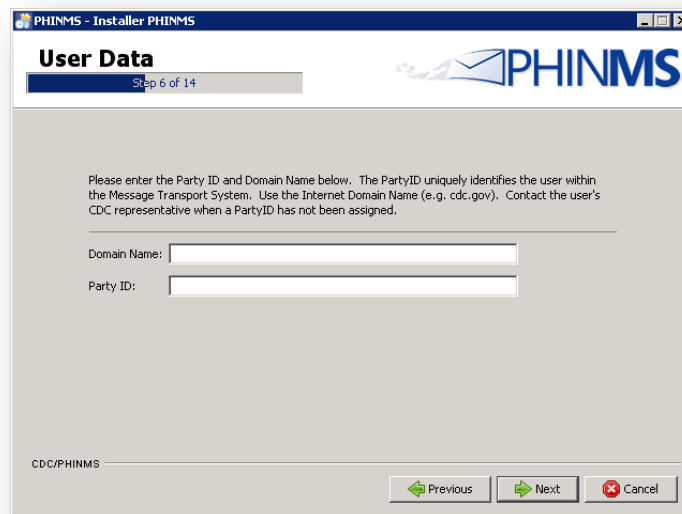 PHINMS - Installer PHINMS
User Data
Step 6 of 14
PHINMS
Please enter the Party ID and Domain Name below. The PartyID uniquely identifies the user within
the Message Transport System. Use the Internet Domain Name (e.g. cdc.gov). Contact the user's
CDC representative when a PartyID has not been assigned.
Domain Name:
Party ID:
CDC/PHINMS
Previous
Next
Cancel